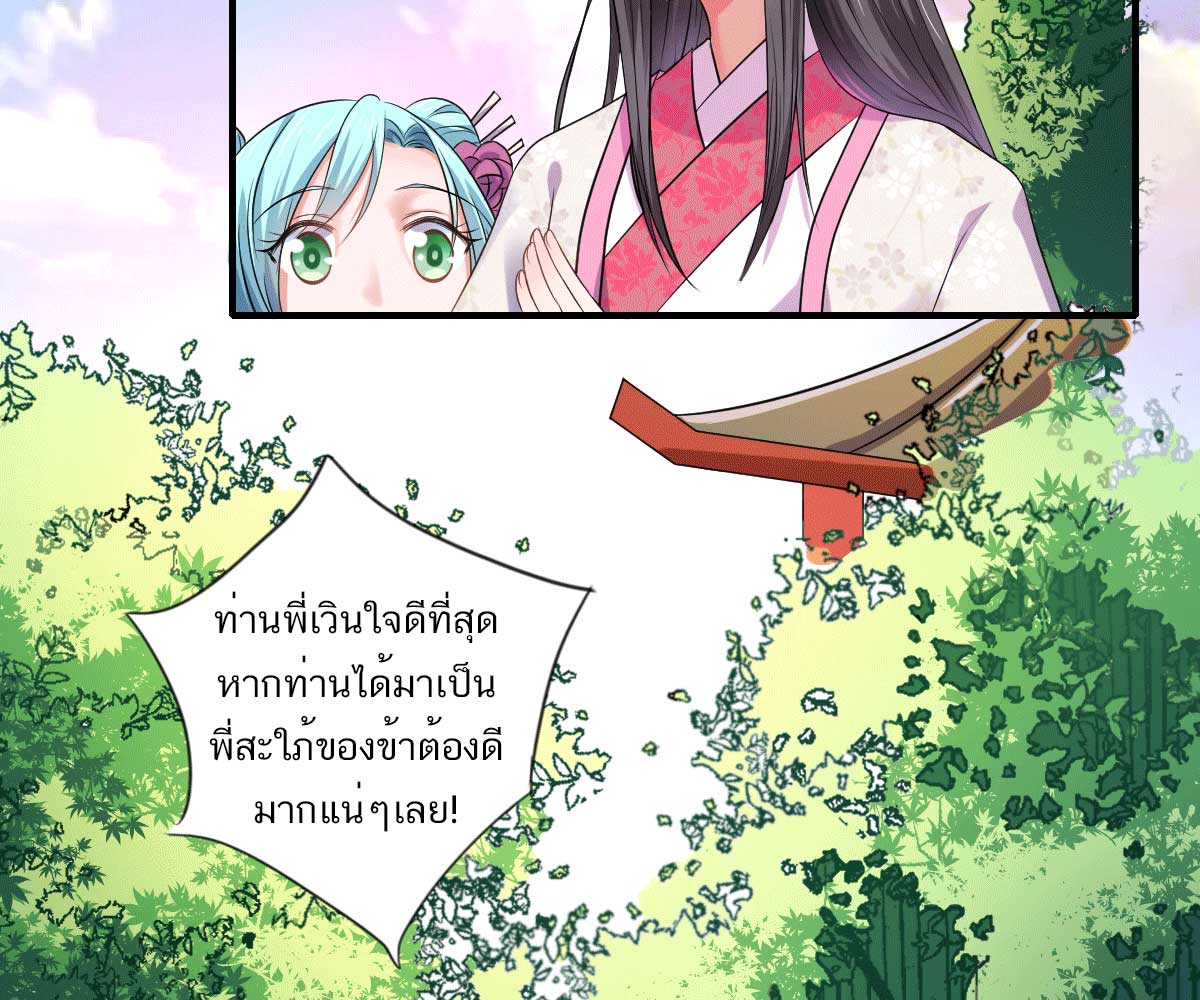 ท่านพี่เวินใจดีที่สุด
หากท่านได้มาเป็น
พี่สะใภ้ของข้าต้องดี
มากแน่ๆเลย!